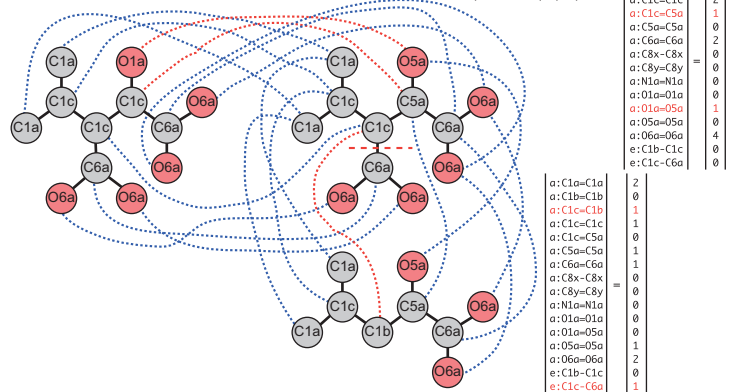 a:C1c=C1c 2
a:C1c=C5a 1
a:C5a=C5a 0
a:C6a=C6a 2
a:C8x-C8x 0
a:C8y=C8y 0
a:N1a=N1a 0
a:O1a=O1a 0
a:O1a=O5a 1
a:O5a=O5a 0
a:O6a=O6a 4
e:C1b-C1c 0
e:C1c-C6a 0
=
C1a O1a
C1c C1c O6a
C1a C1c C6a
C6a O6a
O6a O6a
C1a O5a
C1c C5a O6a
C1a C1c C6a
C6a O6a
O6a O6a
C1a O5a
C1c C5a O6a
C1a C1b C6a
O6a
a:C1a=C1a 2
a:C1b=C1b 0
a:C1c=C1b 1
a:C1c=C1c 1
a:C1c=C5a 0
a:C5a=C5a 1
a:C6a=C6a 1
a:C8x-C8x 0
a:C8y=C8y 0
a:N1a=N1a 0
a:O1a=O1a 0
a:O1a=O5a 0
a:O5a=O5a 1
a:O6a=O6a 2
e:C1b-C1c 0
e:C1c-C6a 1
=